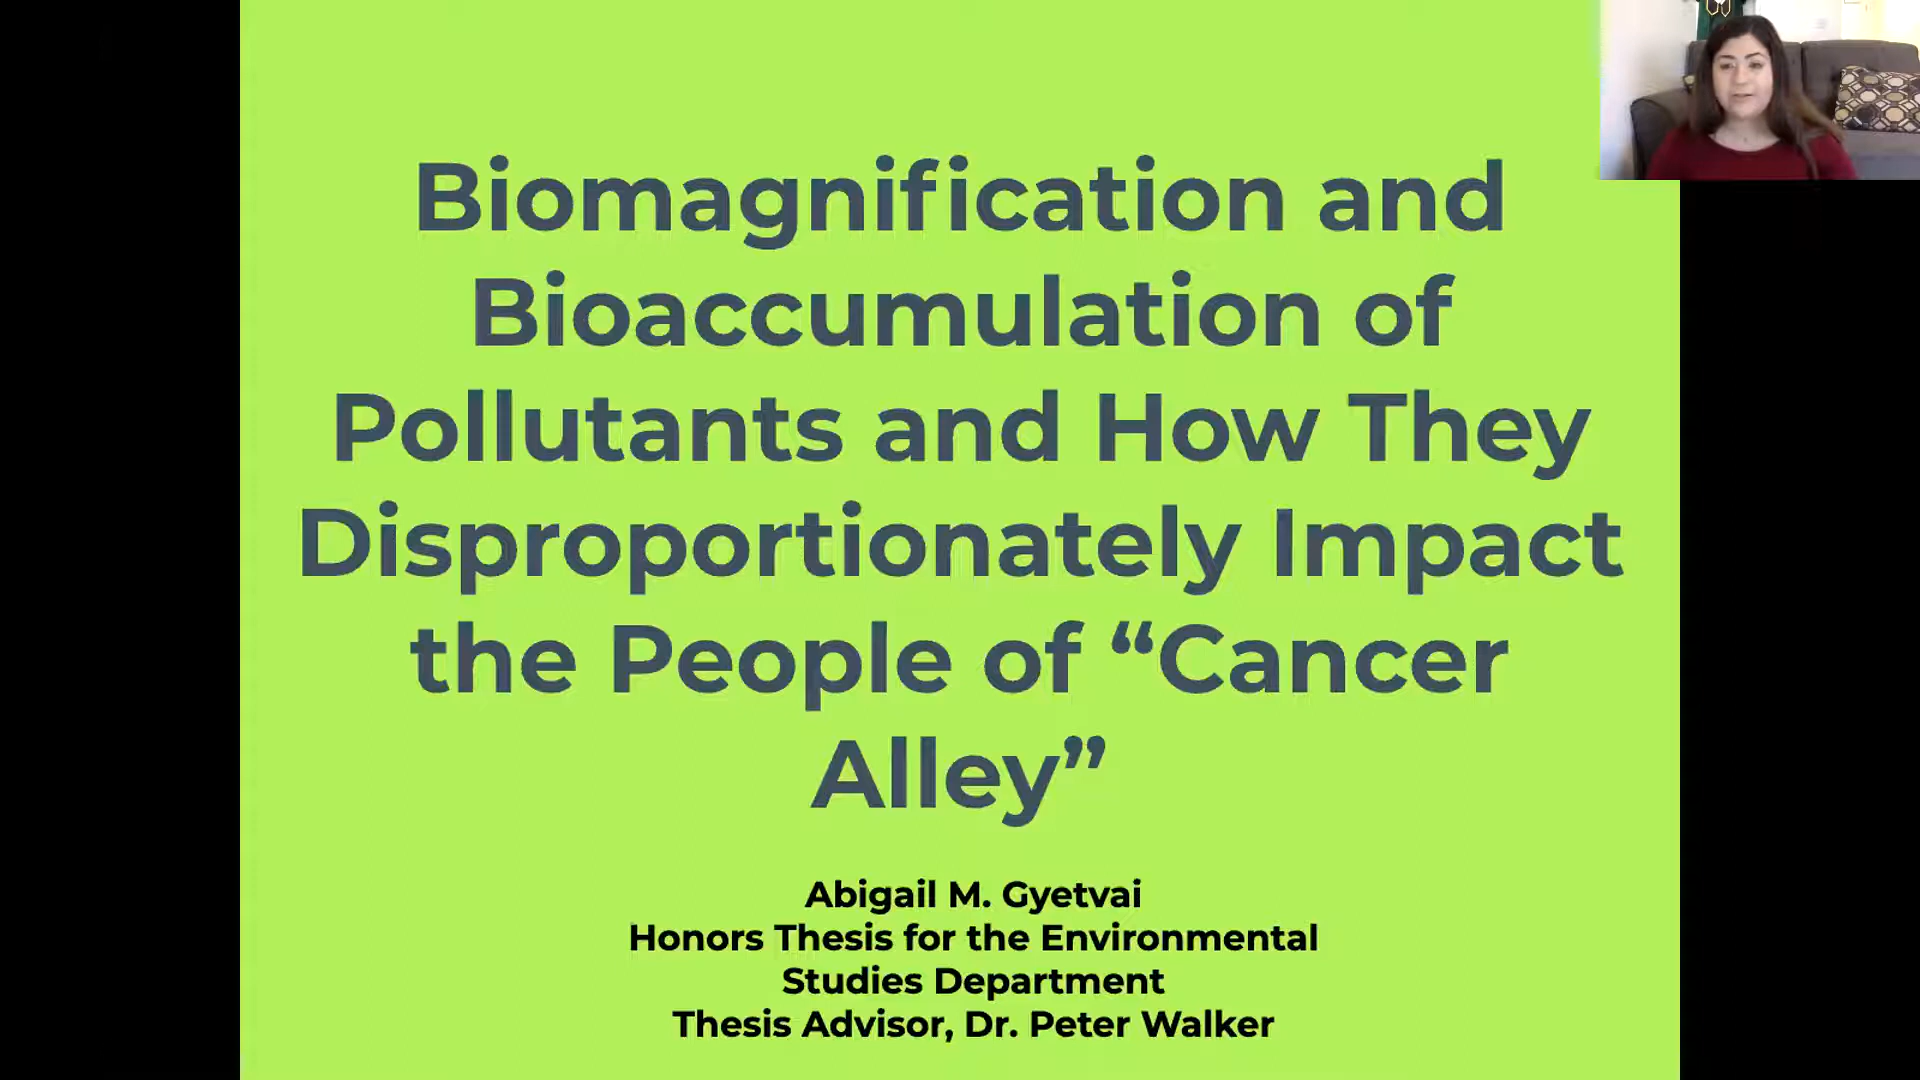 Biomagnification and
Bioaccumulation of
Pollutants and How They
Disproportionately Impact
the People of “Cancer
Alley”
Abigail M. Gyetvai
Honors Thesis for the Environmental
Studies Department
Thesis Advisor, Dr. Peter Walker